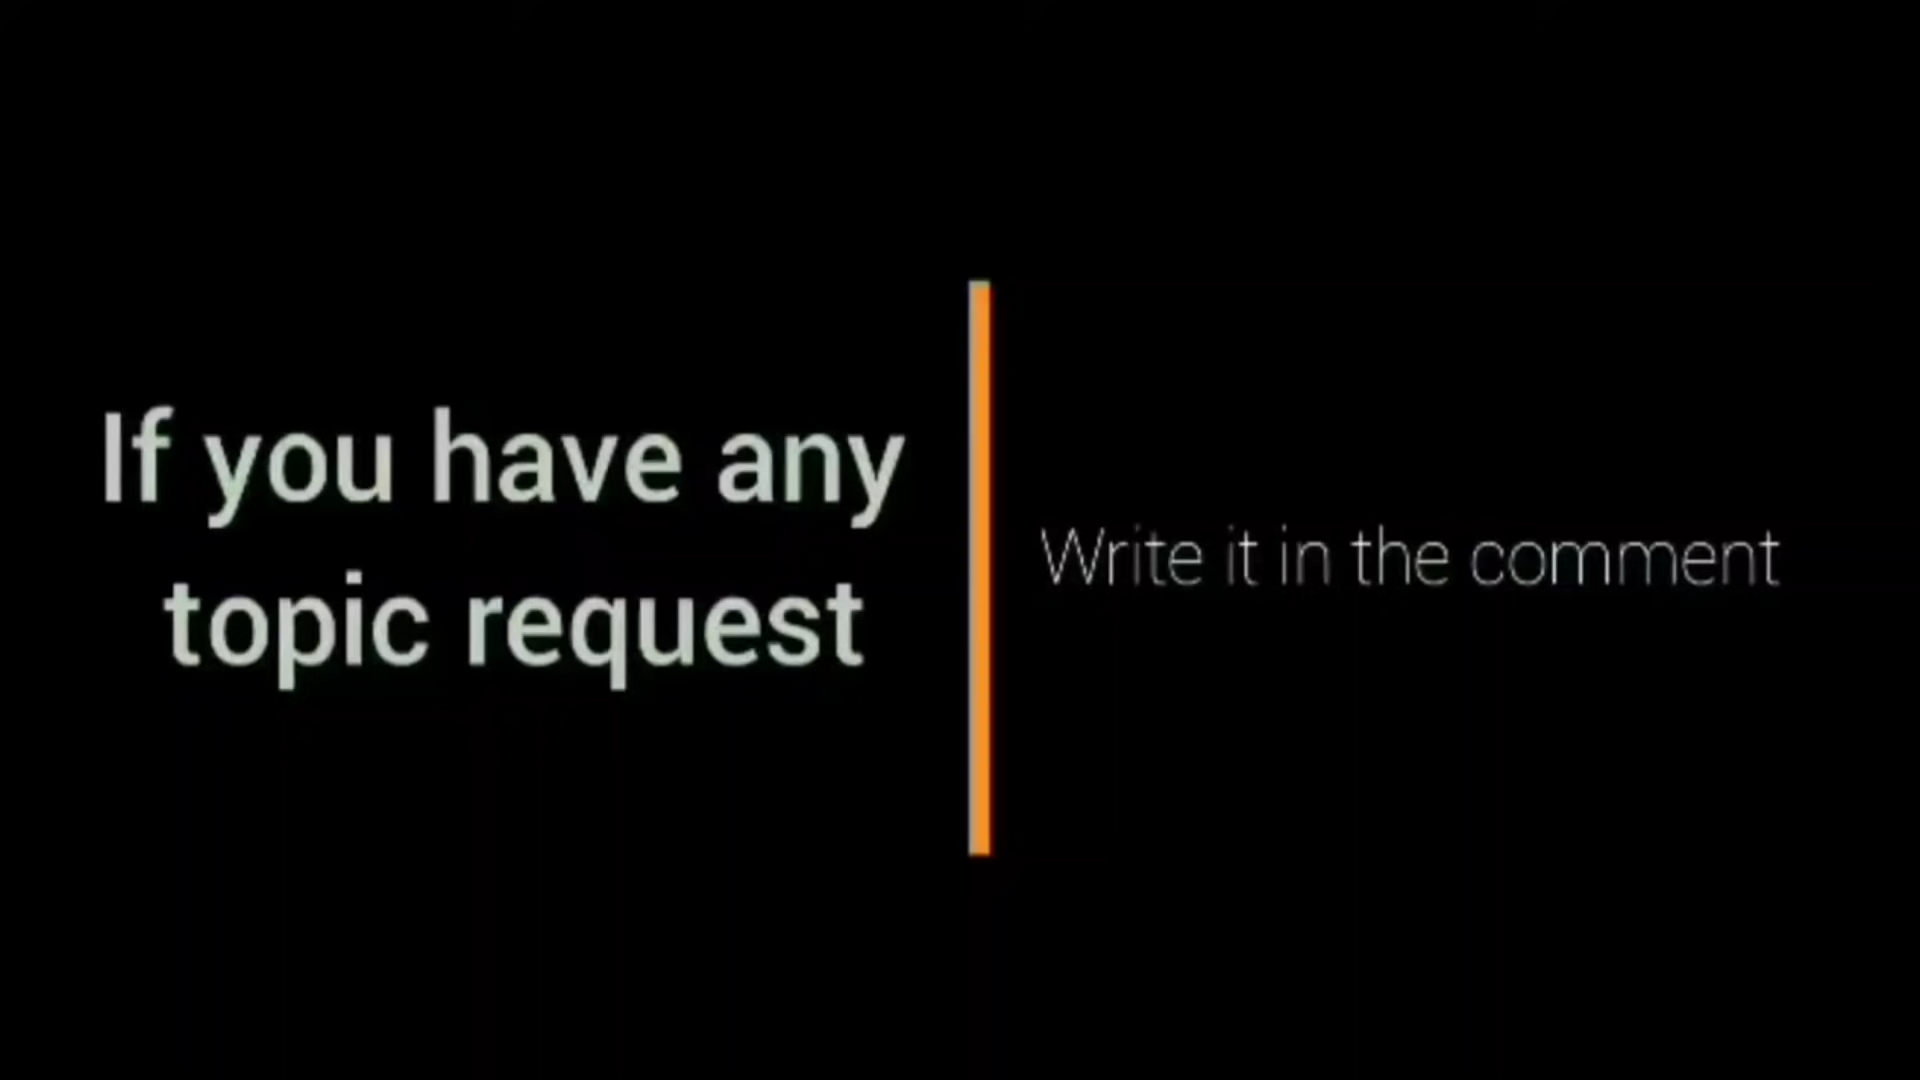 If you have any
topic request
Write it in the comment